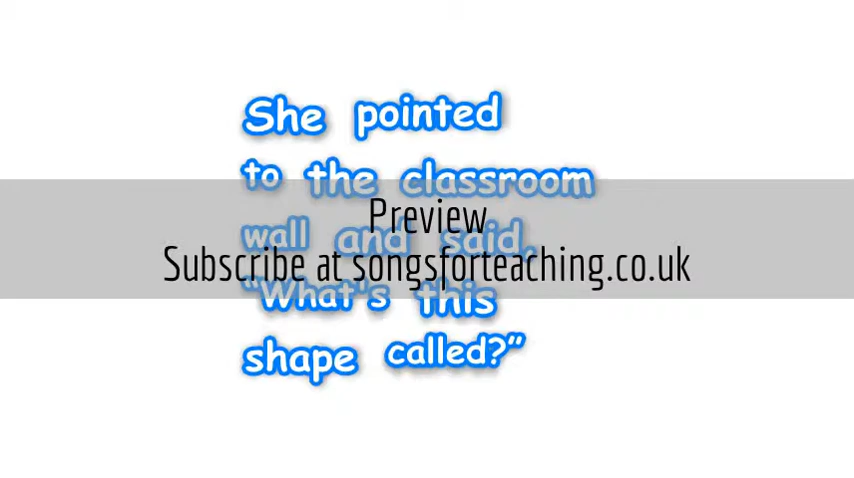 She pointed
to the classroom
Preview
wall and said,
Subscribe at songsforteaching.co.uk
"What's this
shape called?”